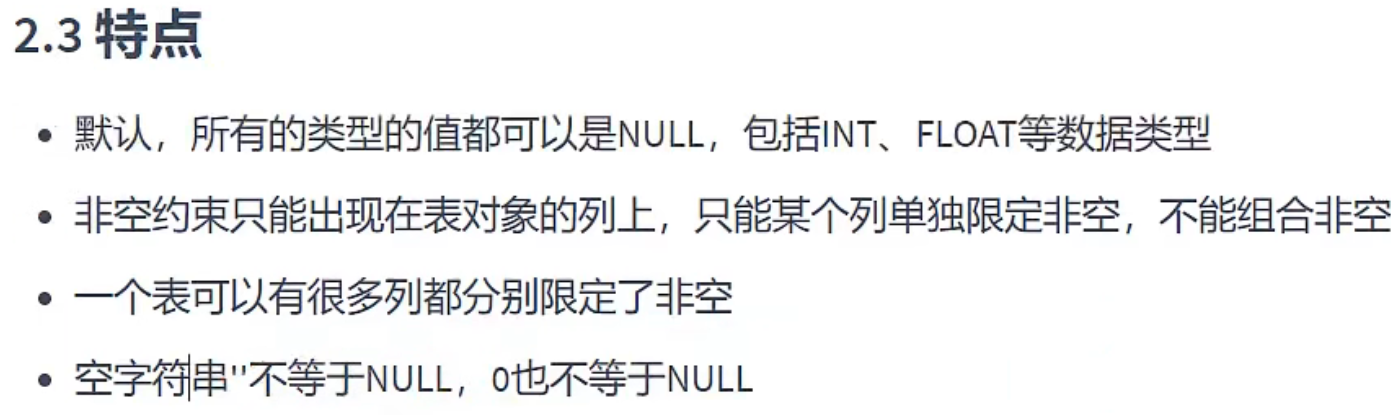 2.3 特点
默认，所有的类型的值都可以是NULL，包括INT、FLOAT等数据类型
非空约束只能出现在表对象的列上，只能某个列单独限定非空，不能组合非空
一个表可以有很多列都分别限定了非空
空字符串''不等于NULL，0也不等于NULL